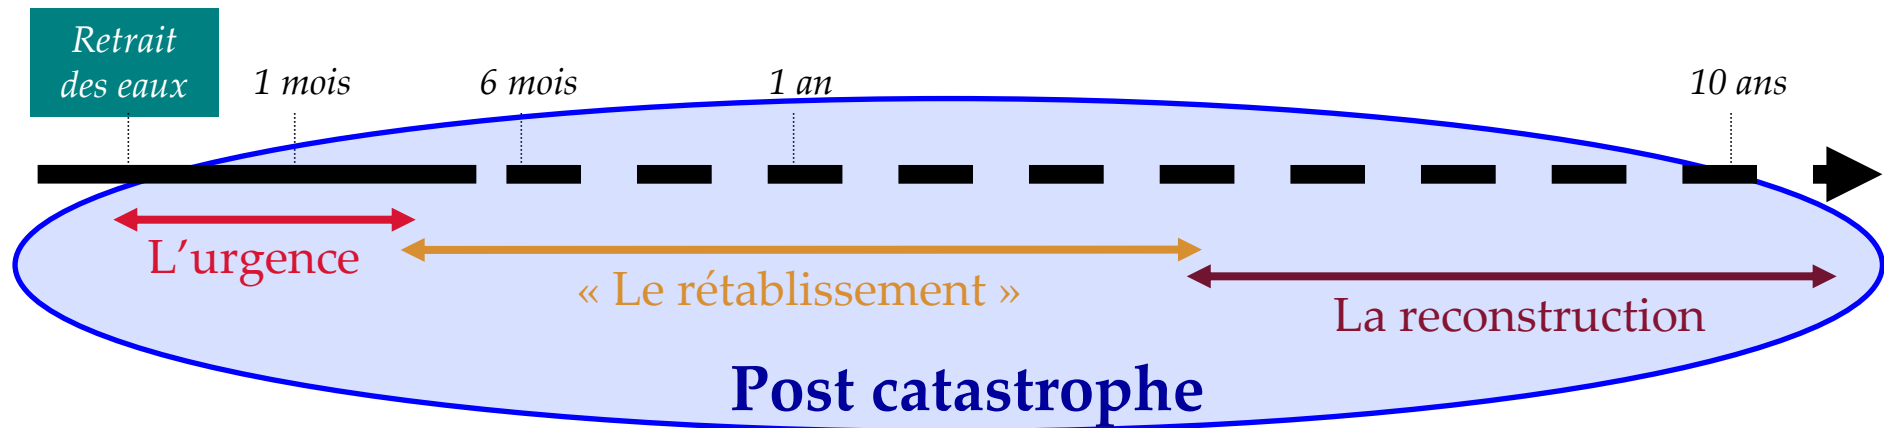 Retrait
des eaux
1 mois
6 mois
1 an
10 ans
L’urgence
« Le rétablissement »
La reconstruction
Post catastrophe